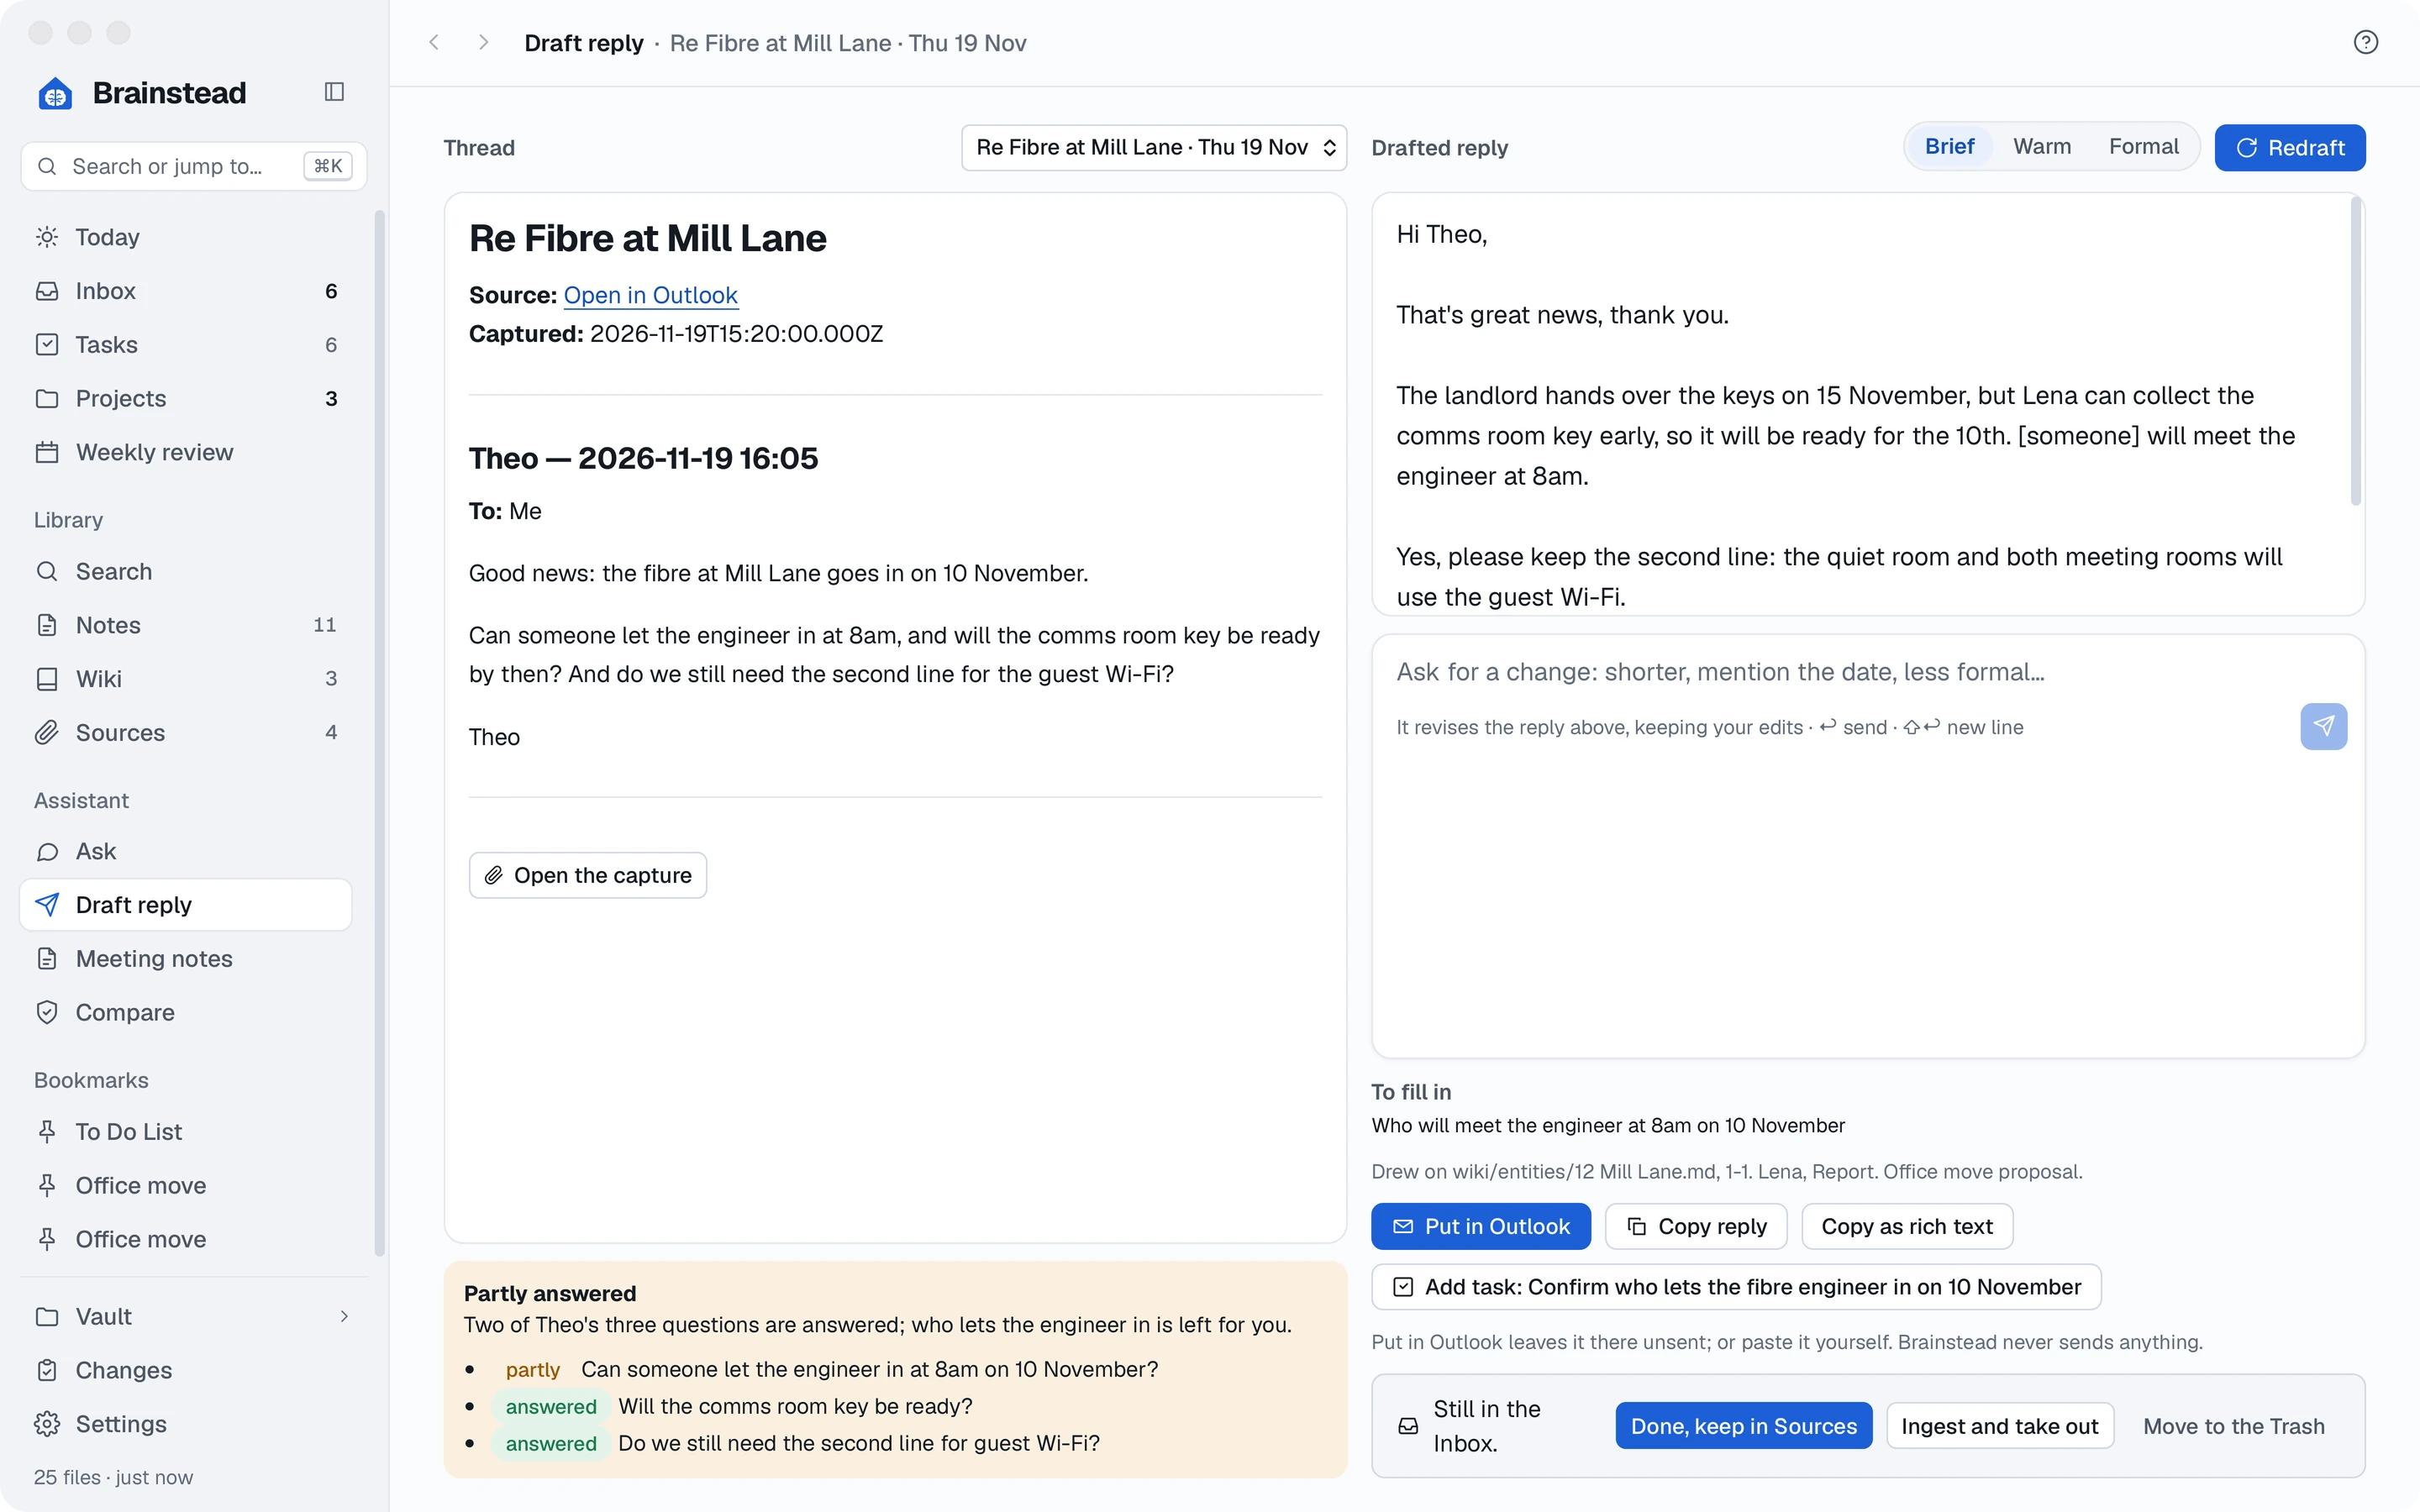 Brainstead
Search or jump to… ⌘K
Today
Inbox 6
Tasks 6
Projects 3
Weekly review
Library
Search
Notes 11
Wiki 3
Sources 4
Assistant
Ask
Draft reply
Meeting notes
Compare
Bookmarks
To Do List
Office move
Office move
Vault
Changes
Settings
25 files · just now
Draft reply · Re Fibre at Mill Lane · Thu 19 Nov
Thread
Re Fibre at Mill Lane · Thu 19 Nov
Re Fibre at Mill Lane
Source: Open in Outlook
Captured: 2026-11-19T15:20:00.000Z
Theo — 2026-11-19 16:05
To: Me
Good news: the fibre at Mill Lane goes in on 10 November.
Can someone let the engineer in at 8am, and will the comms room key be ready
by then? And do we still need the second line for the guest Wi-Fi?
Theo
Open the capture
Partly answered
Two of Theo's three questions are answered; who lets the engineer in is left for you.
• partly Can someone let the engineer in at 8am on 10 November?
• answered Will the comms room key be ready?
• answered Do we still need the second line for guest Wi-Fi?
Drafted reply
Brief Warm Formal
Redraft
Hi Theo,
That's great news, thank you.
The landlord hands over the keys on 15 November, but Lena can collect the
comms room key early, so it will be ready for the 10th. [someone] will meet the
engineer at 8am.
Yes, please keep the second line: the quiet room and both meeting rooms will
use the guest Wi-Fi.
Ask for a change: shorter, mention the date, less formal…
It revises the reply above, keeping your edits · ↩ send · ⇧↩ new line
To fill in
Who will meet the engineer at 8am on 10 November
Drew on wiki/entities/12 Mill Lane.md, 1-1. Lena, Report. Office move proposal.
Put in Outlook
Copy reply
Copy as rich text
Add task: Confirm who lets the fibre engineer in on 10 November
Put in Outlook leaves it there unsent; or paste it yourself. Brainstead never sends anything.
Still in the
Inbox.
Done, keep in Sources
Ingest and take out
Move to the Trash